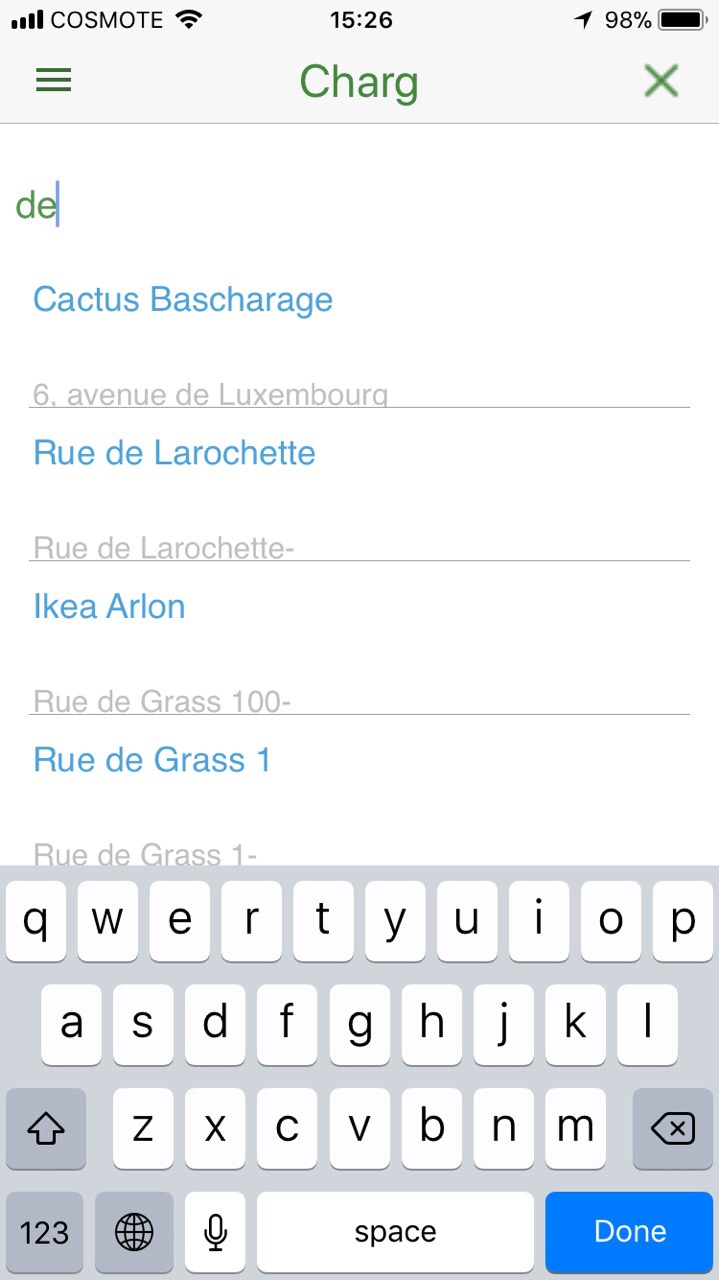 COSMOTE 15:26 98%
Charg
de
Cactus Bascharage
6, avenue de Luxembourg
Rue de Larochette
Rue de Larochette-
Ikea Arlon
Rue de Grass 100-
Rue de Grass 1
Rue de Grass 1-
q w e r t y u i o p
a s d f g h j k l
z x c v b n m
123 space Done